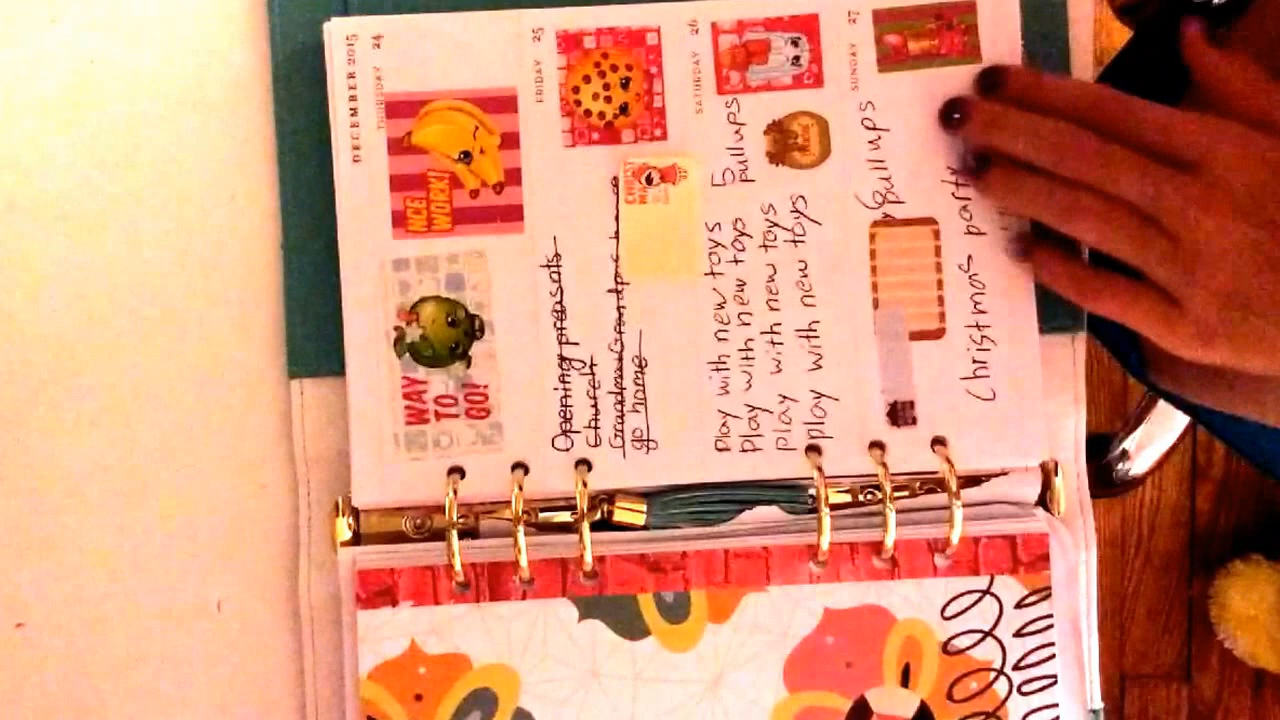 DECEMBER 2015
THURSDAY 24
NICE
WORK!
WAY
TO
GO!
FRIDAY 25
Opening presents
Church
go home
SATURDAY 26
5
pullups
Play with new toys
Play with new toys
play with new toys
play with new toys
SUNDAY 27
6 pullups
Christmas party